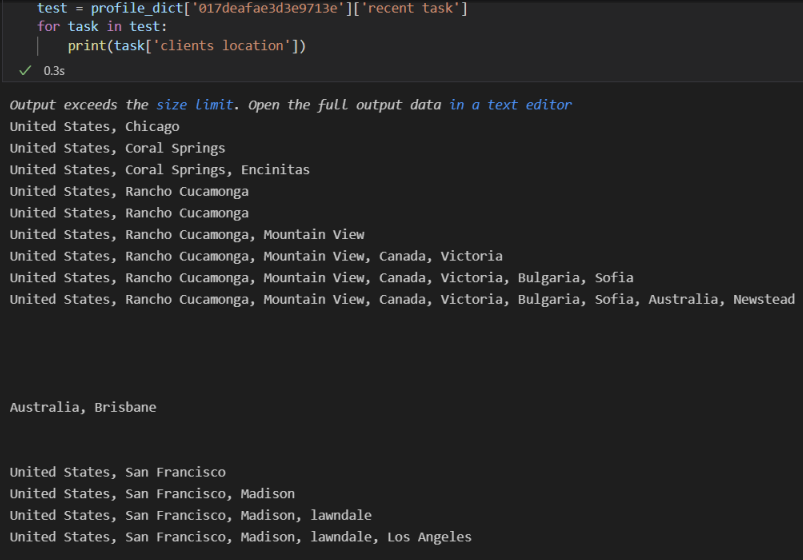 test = profile_dict['017deafae3d3e9713e']['recent task']
for task in test:
print(task['clients location'])
0.3s
Output exceeds the size limit. Open the full output data in a text editor
United States, Chicago
United States, Coral Springs
United States, Coral Springs, Encinitas
United States, Rancho Cucamonga
United States, Rancho Cucamonga
United States, Rancho Cucamonga, Mountain View
United States, Rancho Cucamonga, Mountain View, Canada, Victoria
United States, Rancho Cucamonga, Mountain View, Canada, Victoria, Bulgaria, Sofia
United States, Rancho Cucamonga, Mountain View, Canada, Victoria, Bulgaria, Sofia, Australia, Newstead
Australia, Brisbane
United States, San Francisco
United States, San Francisco, Madison
United States, San Francisco, Madison, lawndale
United States, San Francisco, Madison, lawndale, Los Angeles